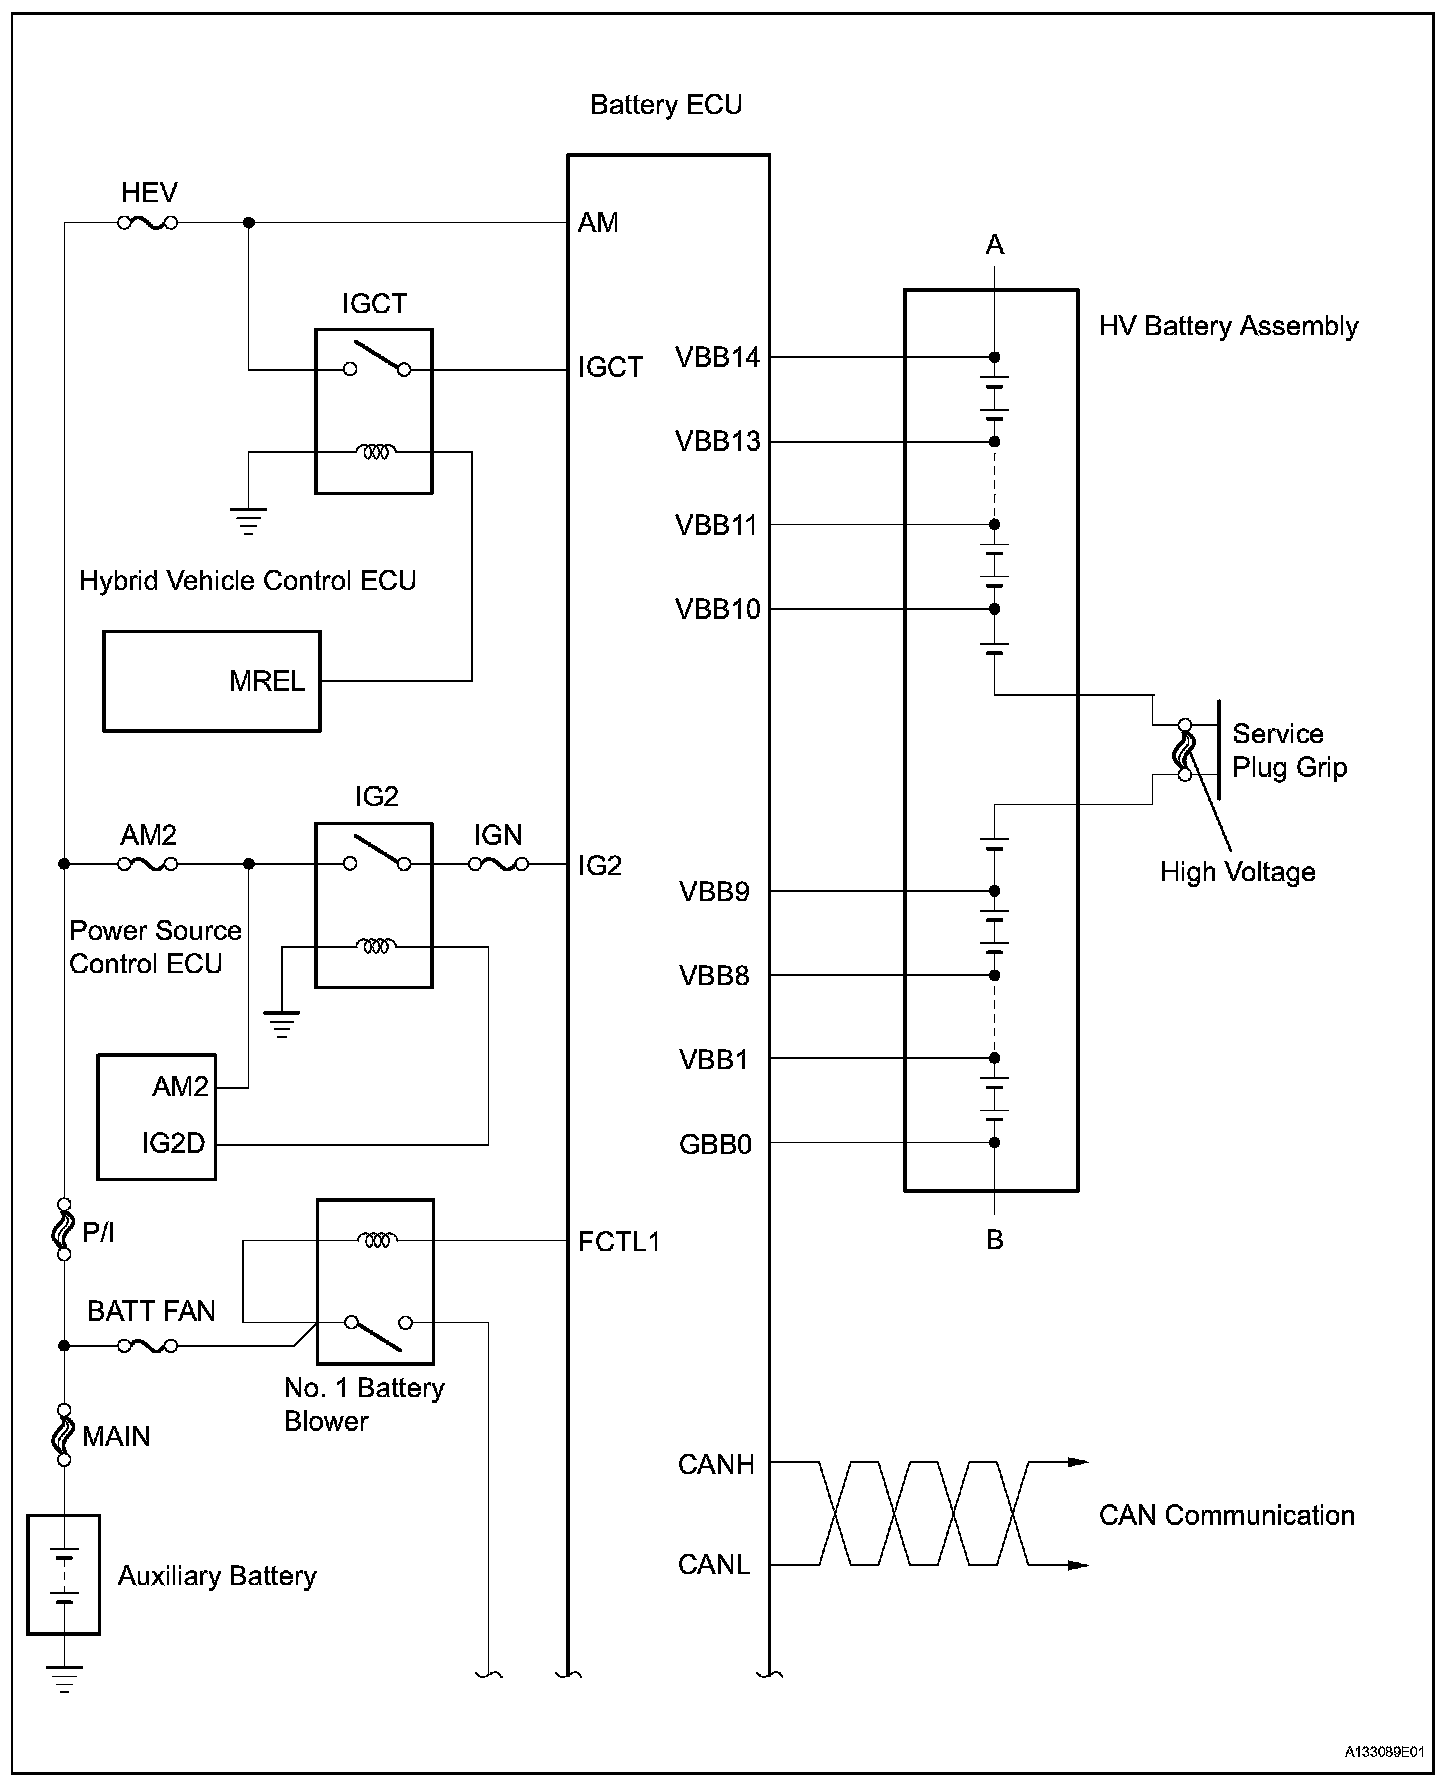 Battery ECU
HEV
AM
A
IGCT
HV Battery Assembly
VBB14
IGCT
VBB13
VBB11
Hybrid Vehicle Control ECU
VBB10
MREL
Service
Plug Grip
IG2
AM2
IGN
IG2
High Voltage
VBB9
Power Source
Control ECU
VBB8
VBB1
AM2
IG2D
GBB0
P/I
FCTL1
B
BATT FAN
No. 1 Battery
Blower
MAIN
CANH
CAN Communication
CANL
Auxiliary Battery
A133089E01